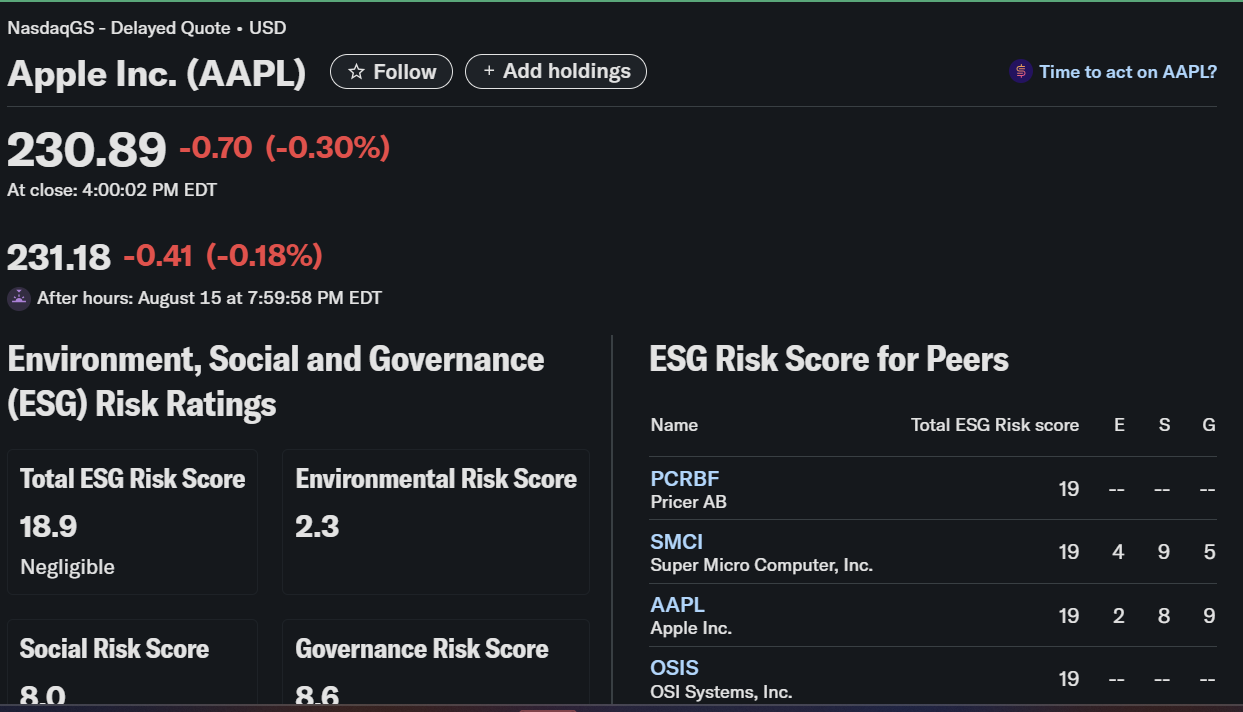 NasdaqGS - Delayed Quote • USD
Apple Inc. (AAPL)
☆ Follow
+ Add holdings
Time to act on AAPL?
230.89 -0.70 (-0.30%)
At close: 4:00:02 PM EDT
231.18 -0.41 (-0.18%)
After hours: August 15 at 7:59:58 PM EDT
Environment, Social and Governance
(ESG) Risk Ratings
Total ESG Risk Score
18.9
Negligible
Environmental Risk Score
2.3
Social Risk Score
8.0
Governance Risk Score
8.6
ESG Risk Score for Peers
Name Total ESG Risk score E S G
PCRBF
Pricer AB
19 -- -- --
SMCI
Super Micro Computer, Inc.
19 4 9 5
AAPL
Apple Inc.
19 2 8 9
OSIS
OSI Systems, Inc.
19 -- -- --